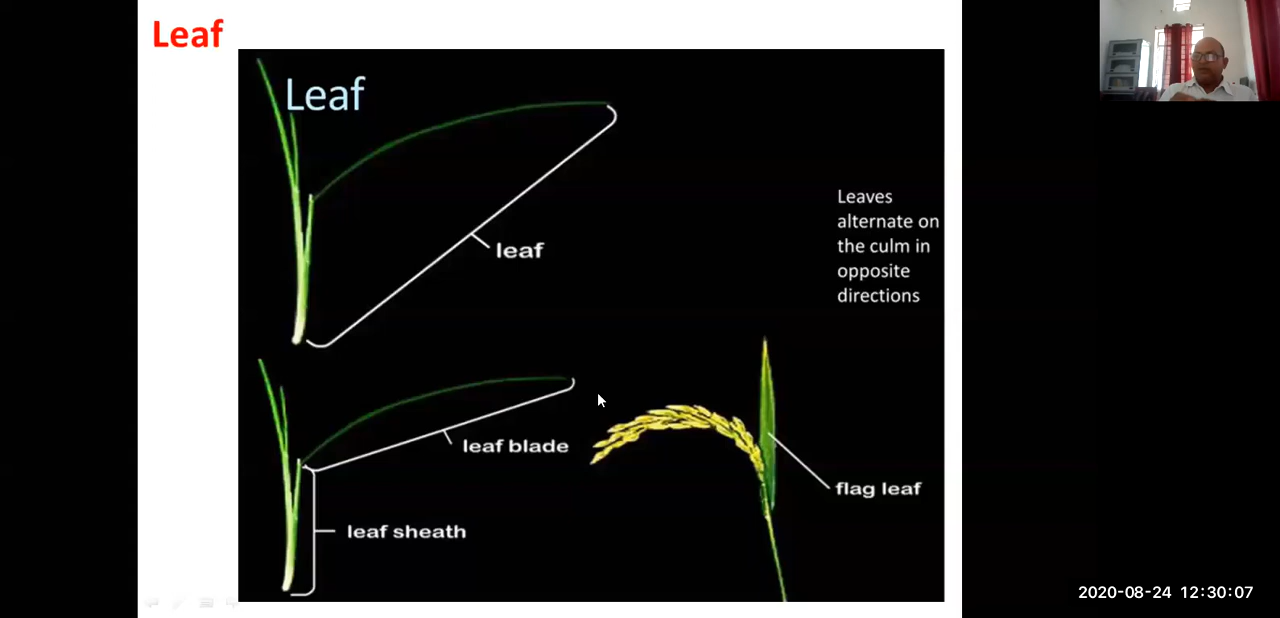 Leaf
Leaf
leaf
Leaves
alternate on
the culm in
opposite
directions
leaf blade
leaf sheath
flag leaf
2020-08-24 12:30:07